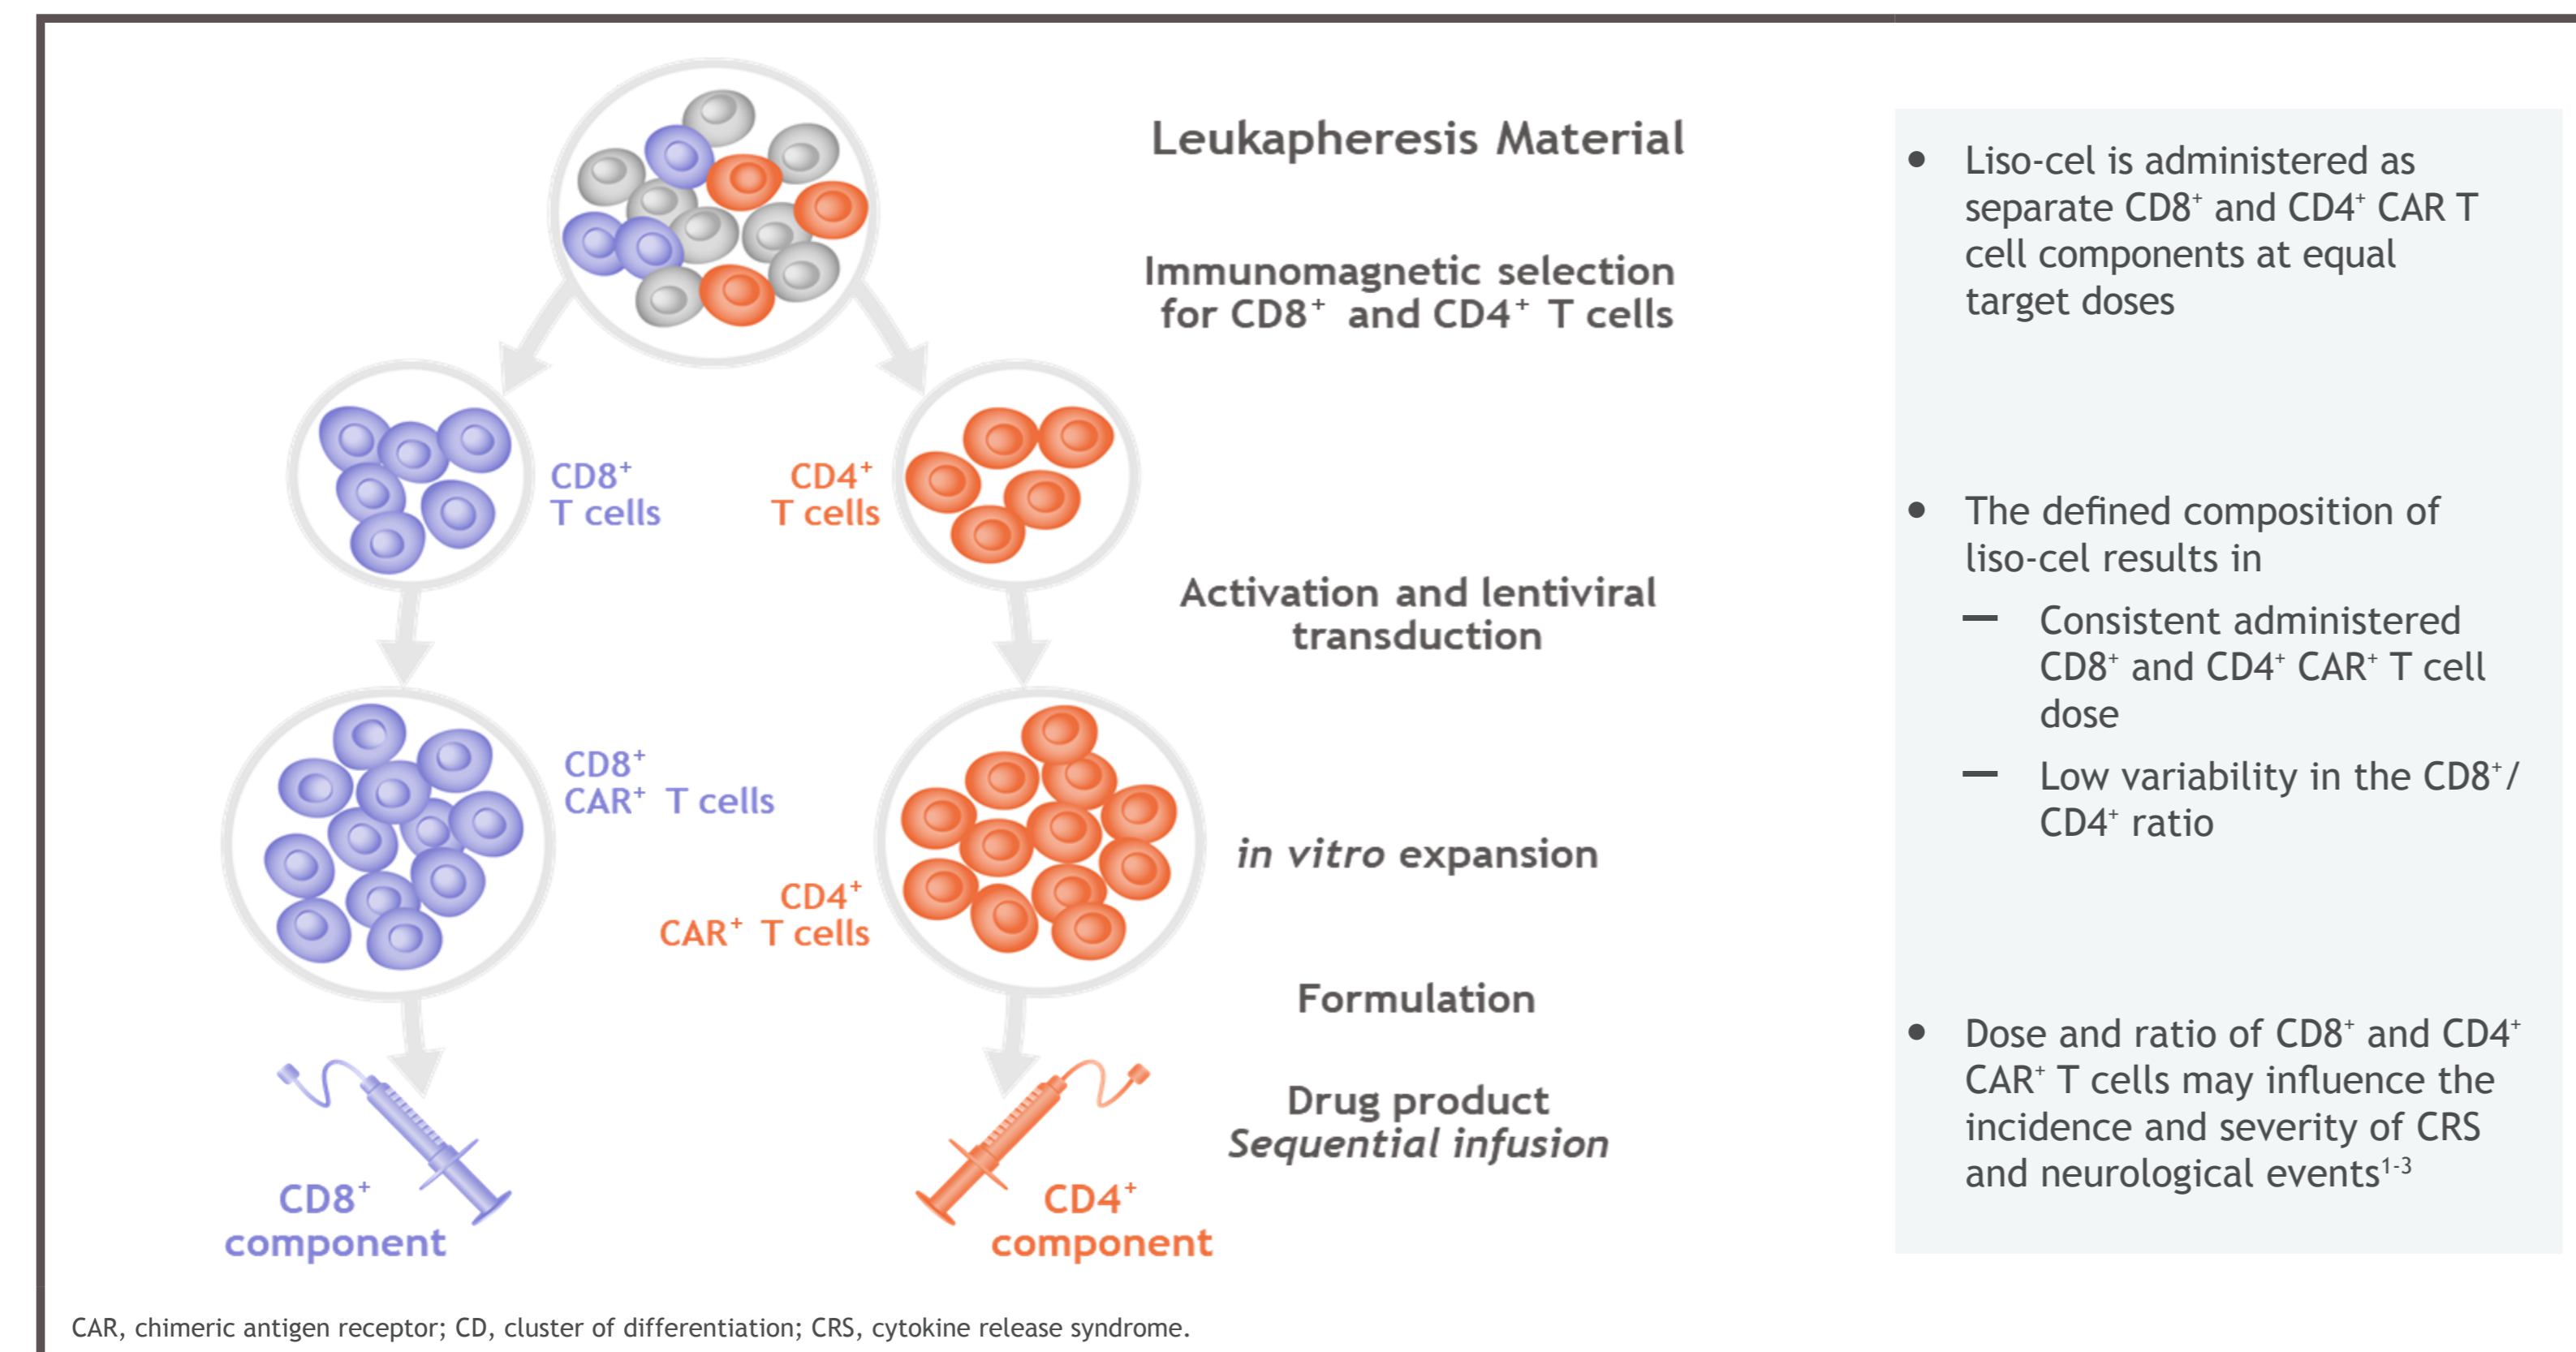 Leukapheresis Material
Immunomagnetic selection
for CD8⁺ and CD4⁺ T cells
CD8⁺
T cells
CD4⁺
T cells
Activation and lentiviral
transduction
CD8⁺
CAR⁺ T cells
CD4⁺
CAR⁺ T cells
in vitro expansion
Formulation
Drug product
Sequential infusion
CD8⁺
component
CD4⁺
component
• Liso-cel is administered as
separate CD8⁺ and CD4⁺ CAR T
cell components at equal
target doses
• The defined composition of
liso-cel results in
— Consistent administered
CD8⁺ and CD4⁺ CAR⁺ T cell
dose
— Low variability in the CD8⁺/
CD4⁺ ratio
• Dose and ratio of CD8⁺ and CD4⁺
CAR⁺ T cells may influence the
incidence and severity of CRS
and neurological events¹⁻³
CAR, chimeric antigen receptor; CD, cluster of differentiation; CRS, cytokine release syndrome.